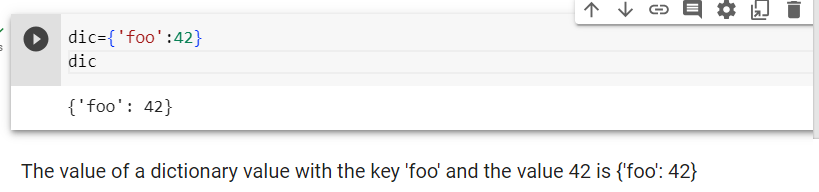 dic={'foo':42}
dic
{'foo': 42}
The value of a dictionary value with the key 'foo' and the value 42 is {'foo': 42}